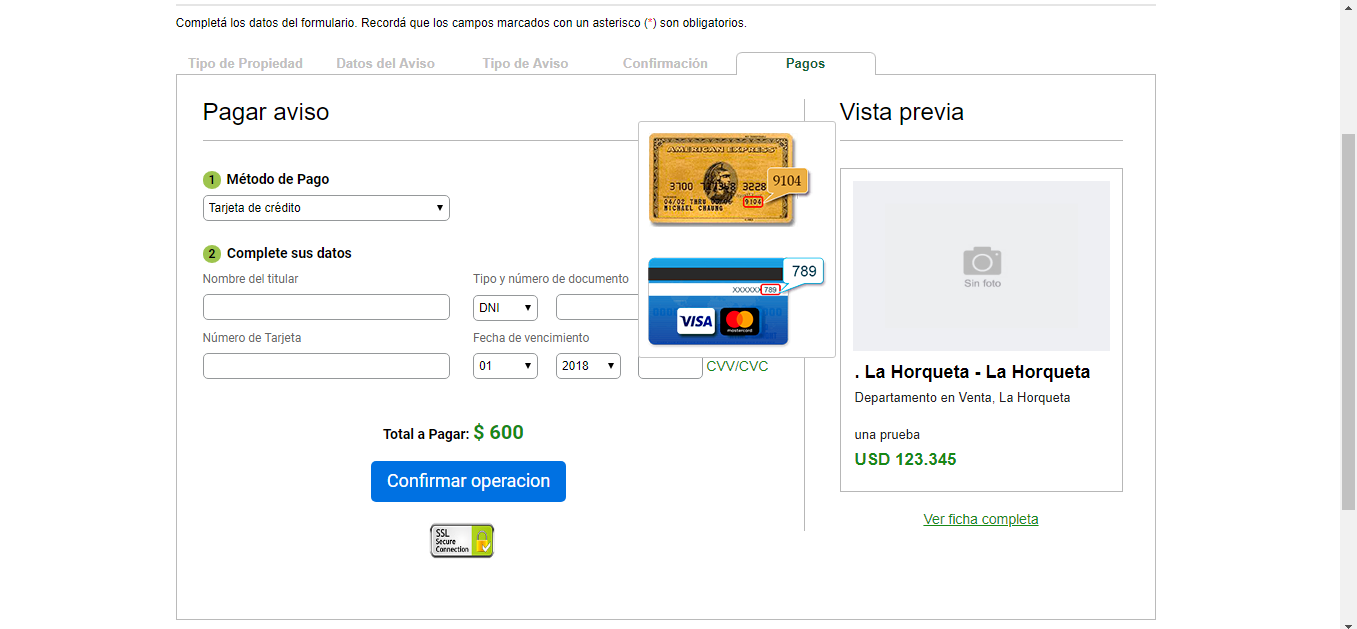 Completá los datos del formulario. Recordá que los campos marcados con un asterisco (*) son obligatorios.
Tipo de Propiedad
Datos del Aviso
Tipo de Aviso
Confirmación
Pagos
Pagar aviso
1 Método de Pago
Tarjeta de crédito
2 Complete sus datos
Nombre del titular
Tipo y número de documento
DNI
Número de Tarjeta
Fecha de vencimiento
01
2018
CVV/CVC
AMERICAN EXPRESS
9104
3700
3228
04/02 THRU
9104
MICHAEL CHAUNG
789
XXXXXX 789
VISA
mastercard
Total a Pagar: $ 600
Confirmar operacion
SSL
Secure
Connection
Vista previa
Sin foto
. La Horqueta - La Horqueta
Departamento en Venta, La Horqueta
una prueba
USD 123.345
Ver ficha completa